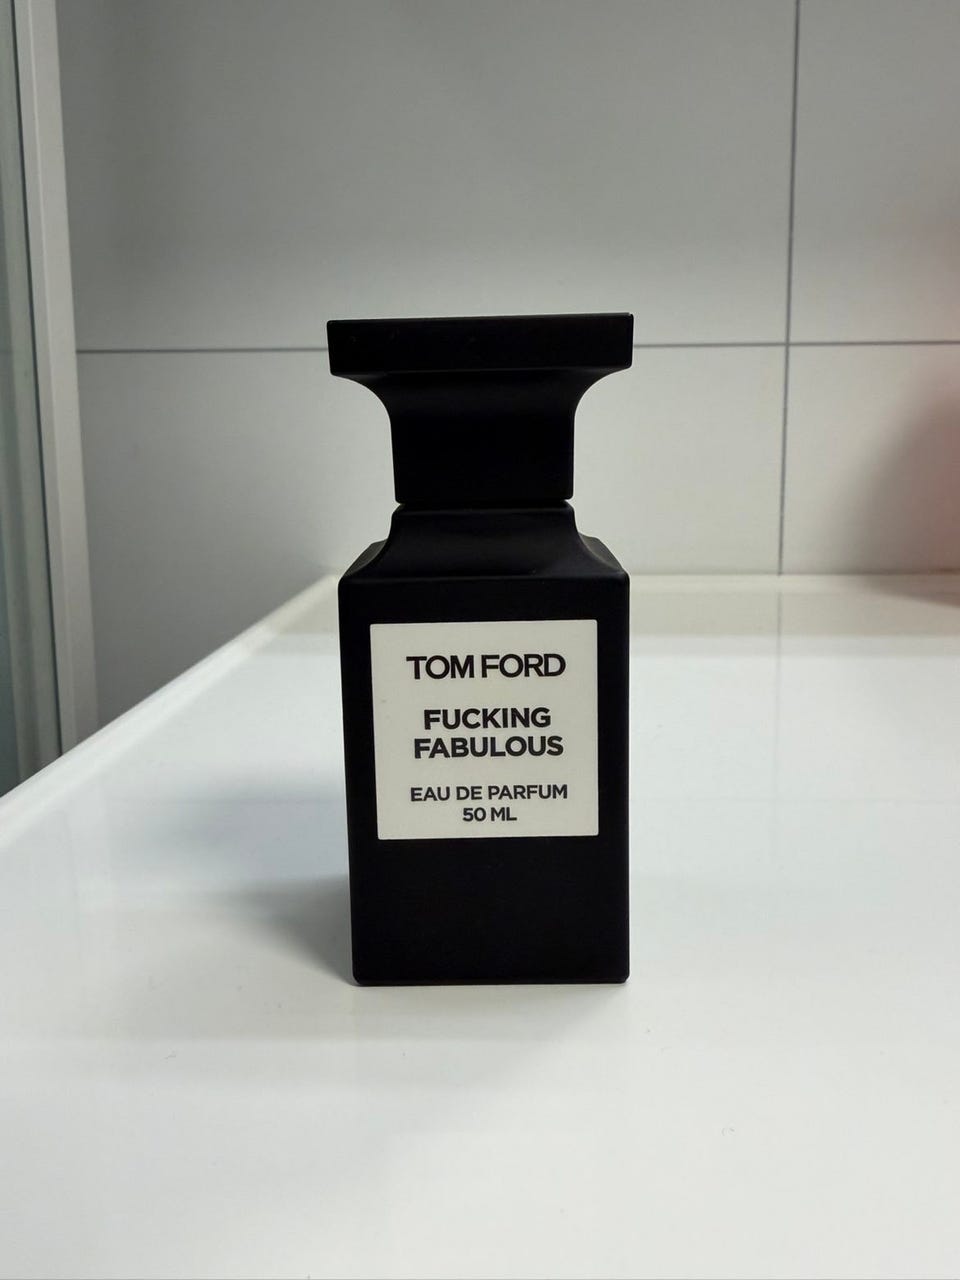 TOM FORD
FUCKING
FABULOUS
EAU DE PARFUM
50 ML